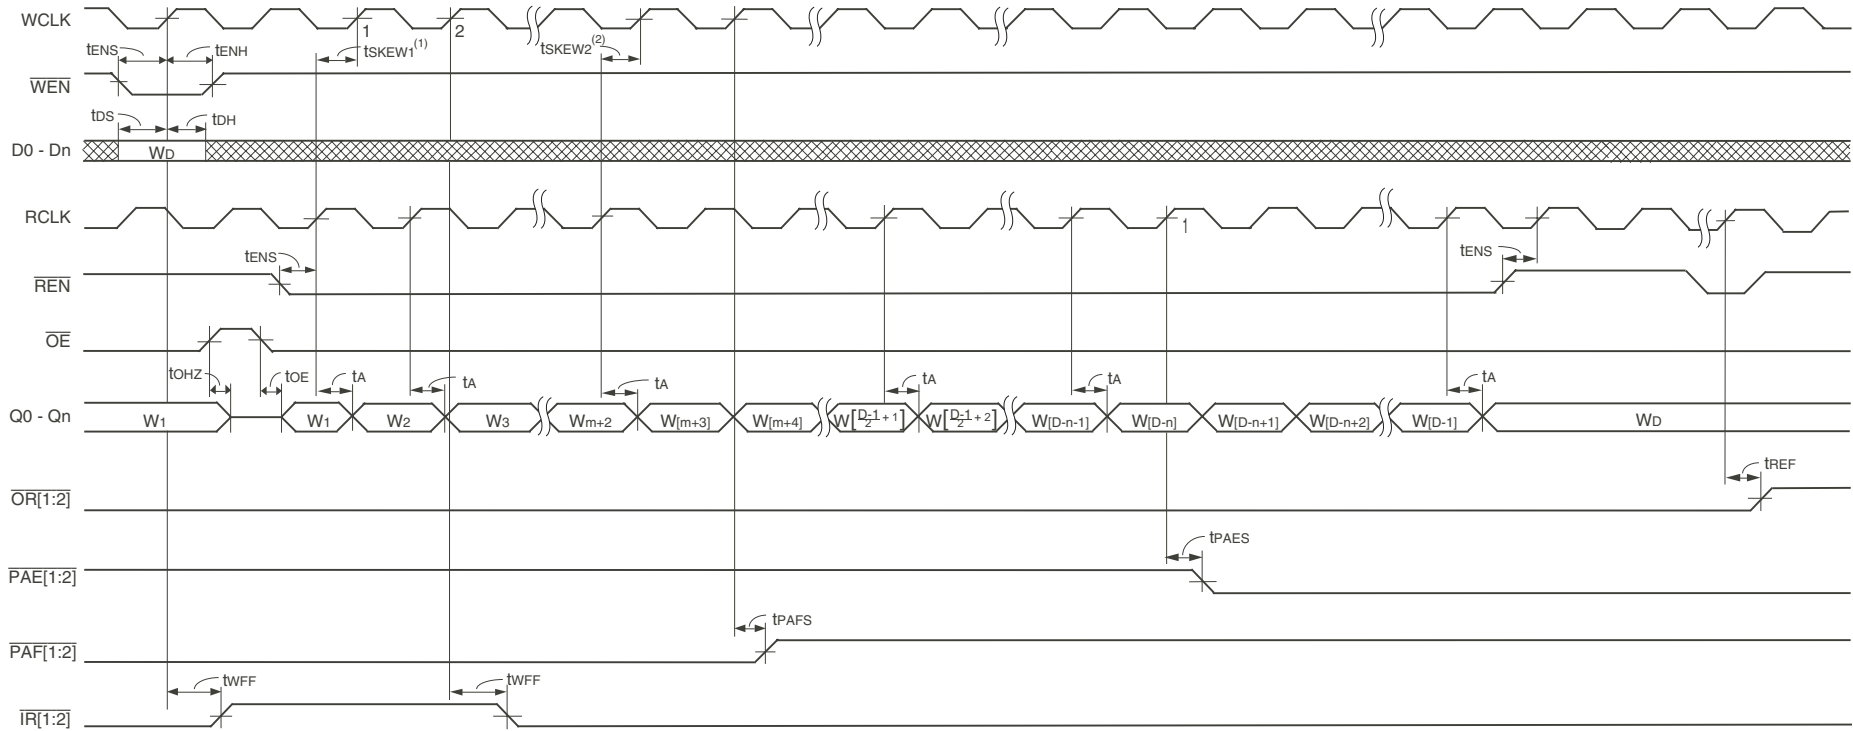 WCLK
1
2
tENS
tENH
tSKEW1(1)
tSKEW2(2)
WEN
tDS
tDH
D0 - Dn
WD
RCLK
1
tENS
tENS
REN
OE
tOHZ
tOE
tA
tA
tA
tA
tA
tA
Q0 - Qn
W1
W1
W2
W3
Wm+2
W[m+3]
W[m+4]
W[D-1/2 + 1]
W[D-1/2 + 2]
W[D-n-1]
W[D-n]
W[D-n+1]
W[D-n+2]
W[D-1]
WD
tREF
OR[1:2]
tPAES
PAE[1:2]
tPAFS
PAF[1:2]
tWFF
tWFF
IR[1:2]